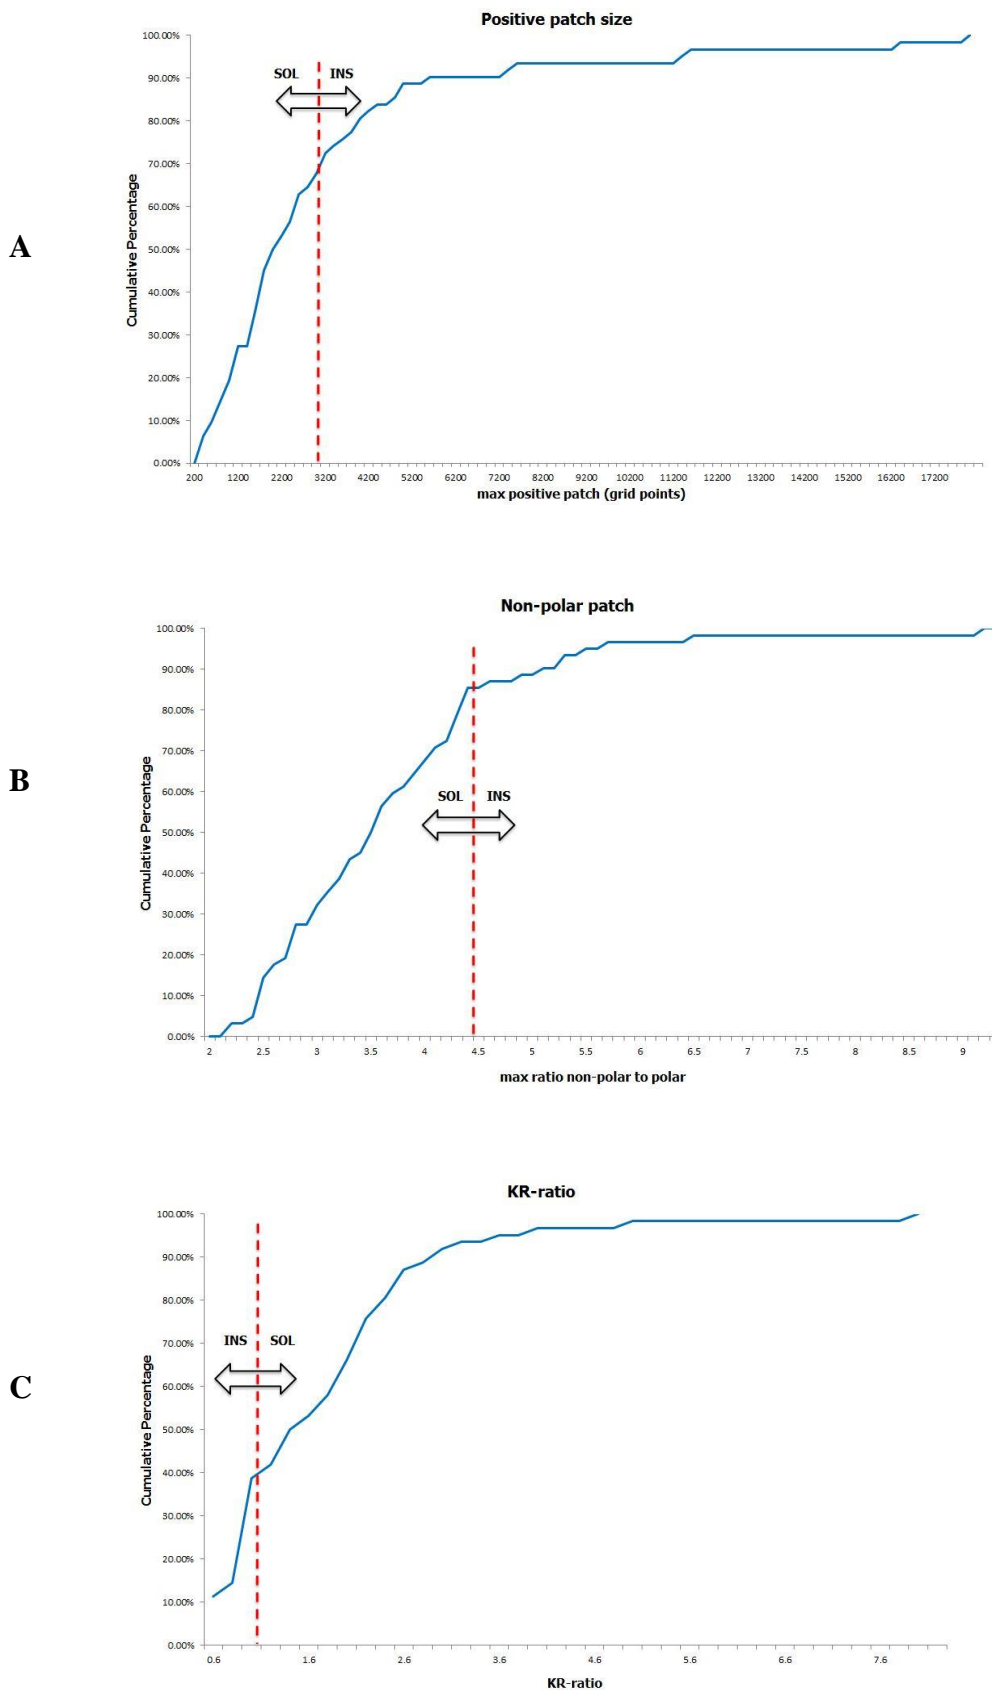 Positive patch size
100.00%
90.00%
80.00%
70.00%
60.00%
50.00%
40.00%
30.00%
20.00%
10.00%
0.00%
Cumulative Percentage
SOL INS
A
200 1200 2200 3200 4200 5200 6200 7200 8200 9200 10200 11200 12200 13200 14200 15200 16200 17200
max positive patch (grid points)
Non-polar patch
100.00%
90.00%
80.00%
70.00%
60.00%
50.00%
40.00%
30.00%
20.00%
10.00%
0.00%
Cumulative Percentage
SOL INS
B
2 2.5 3 3.5 4 4.5 5 5.5 6 6.5 7 7.5 8 8.5 9
max ratio non-polar to polar
KR-ratio
100.00%
90.00%
80.00%
70.00%
60.00%
50.00%
40.00%
30.00%
20.00%
10.00%
0.00%
Cumulative Percentage
INS SOL
C
0.6 1.6 2.6 3.6 4.6 5.6 6.6 7.6
KR-ratio